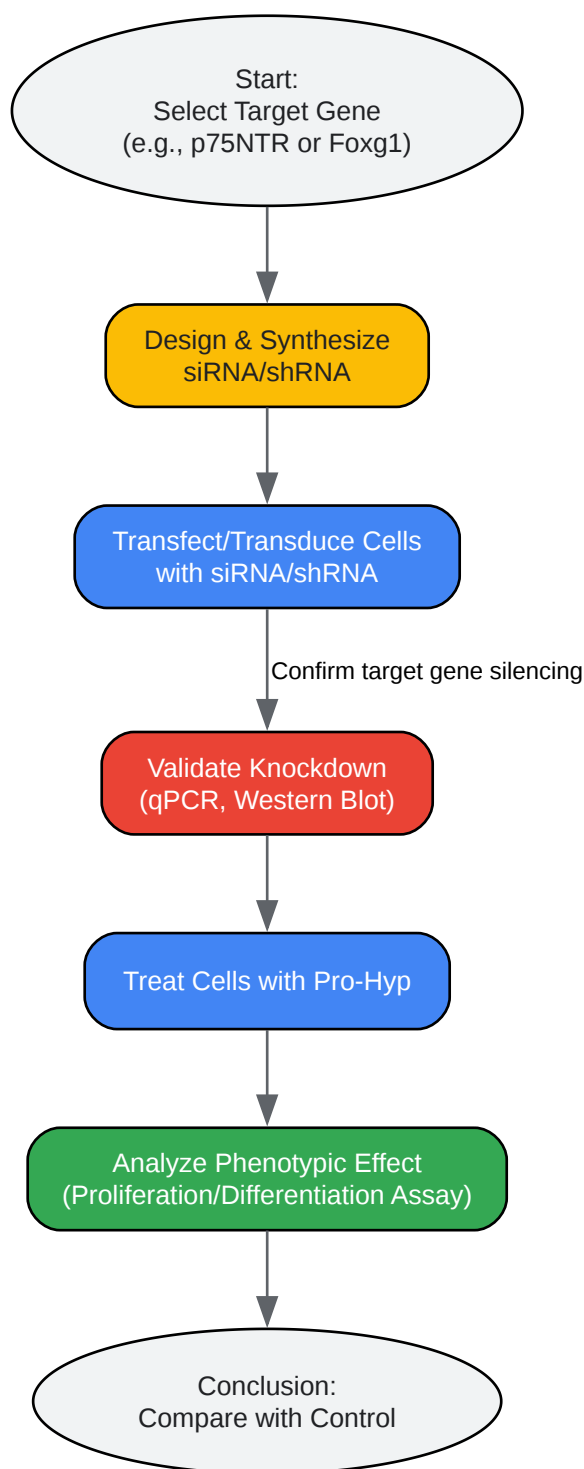 Start:
Select Target Gene
(e.g., p75NTR or Foxg1)
Design & Synthesize
siRNA/shRNA
Transfect/Transduce Cells
with siRNA/shRNA
Confirm target gene silencing
Validate Knockdown
(qPCR, Western Blot)
Treat Cells with Pro-Hyp
Analyze Phenotypic Effect
(Proliferation/Differentiation Assay)
Conclusion:
Compare with Control